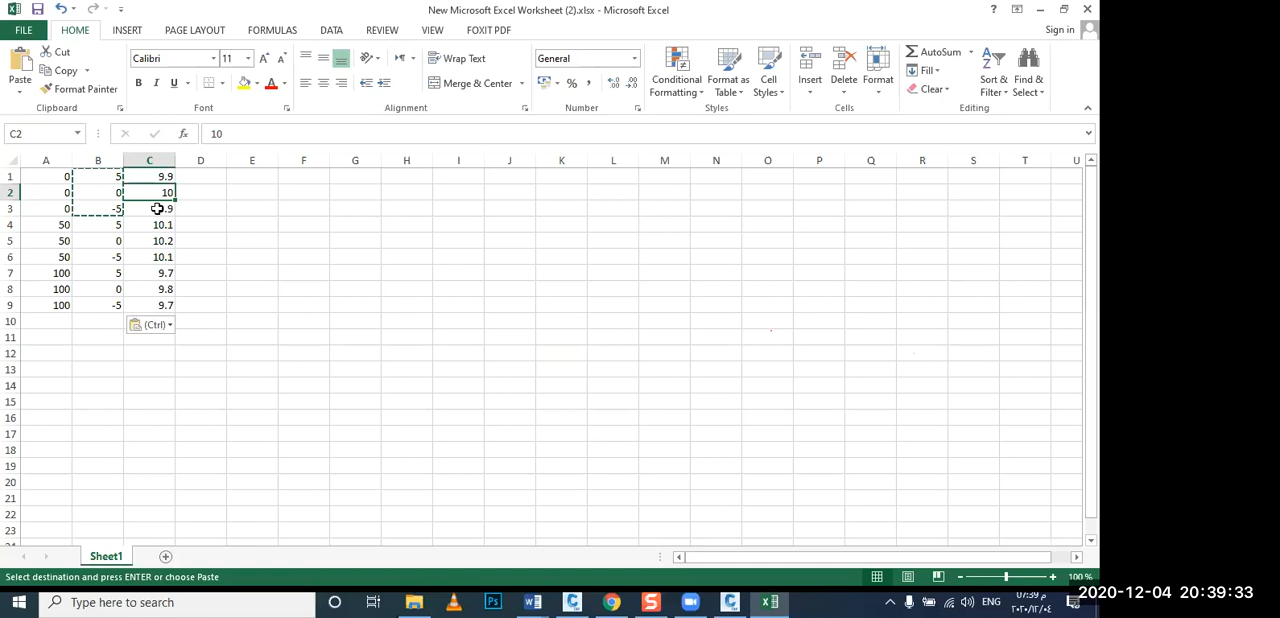 New Microsoft Excel Worksheet (2).xlsx - Microsoft Excel
FILE HOME INSERT PAGE LAYOUT FORMULAS DATA REVIEW VIEW FOXIT PDF Sign in
Paste
Cut
Copy
Format Painter
Clipboard
Calibri 11
B I U
Font
Wrap Text
Merge & Center
Alignment
General
%
Number
Conditional Formatting
Format as Table
Cell Styles
Styles
Insert Delete Format
Cells
AutoSum
Fill
Clear
Sort & Filter
Find & Select
Editing
C2 fx 10
A B C D E F G H I J K L M N O P Q R S T U
1 0 5 9.9
2 0 0 10
3 0 -5 .9
4 50 5 10.1
5 50 0 10.2
6 50 -5 10.1
7 100 5 9.7
8 100 0 9.8
9 100 -5 9.7
10 (Ctrl)
11
12
13
14
15
16
17
18
19
20
21
22
23
Sheet1
Select destination and press ENTER or choose Paste 100 %
Type here to search
ENG
07:39 م
٢٠٢٠/١٢/٠٤
2020-12-04 20:39:33